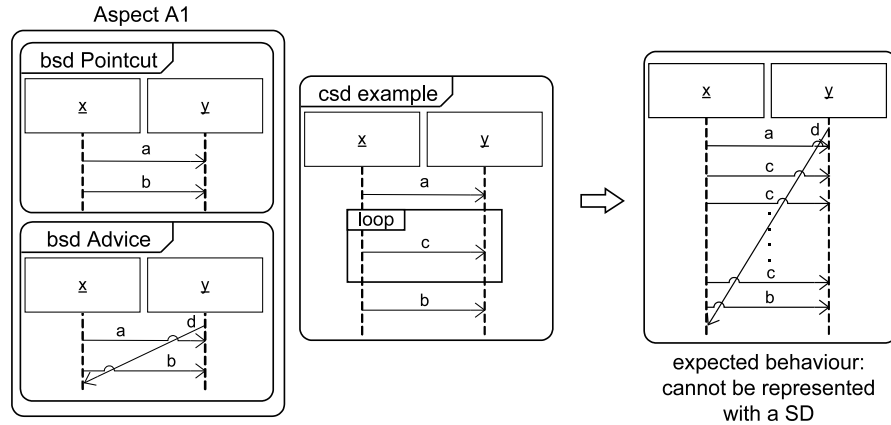 Aspect A1
bsd Pointcut
x y
a
b
bsd Advice
x y
d
a
b
csd example
x y
a
loop
c
b
x y
d
a
c
c
c
b
expected behaviour:
cannot be represented
with a SD